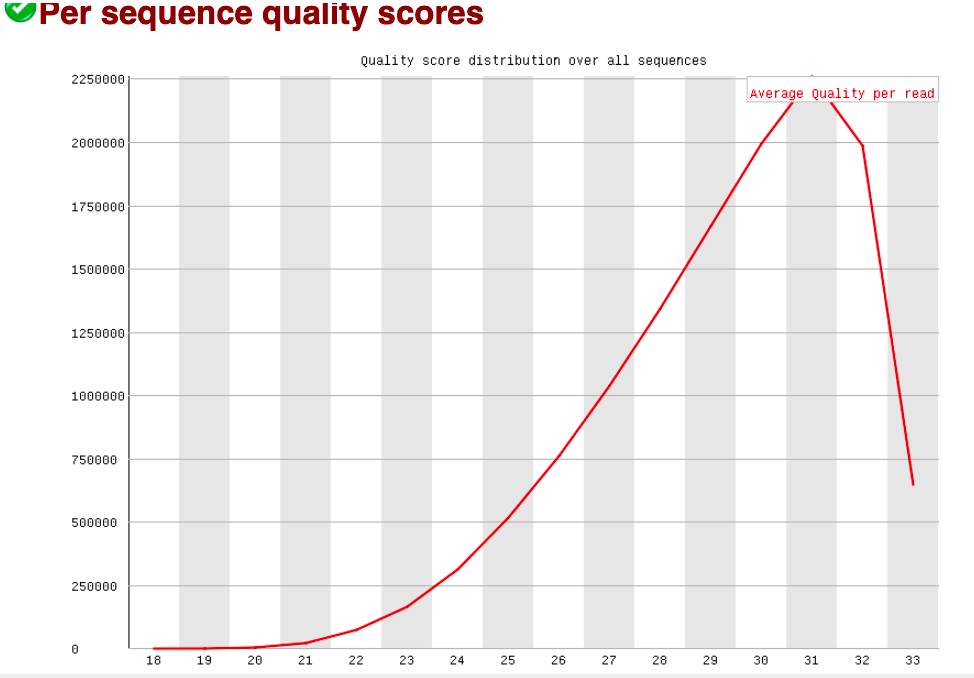 Per sequence quality scores
Quality score distribution over all sequences
Average Quality per read
2250000
2000000
1750000
1500000
1250000
1000000
750000
500000
250000
0
18 19 20 21 22 23 24 25 26 27 28 29 30 31 32 33